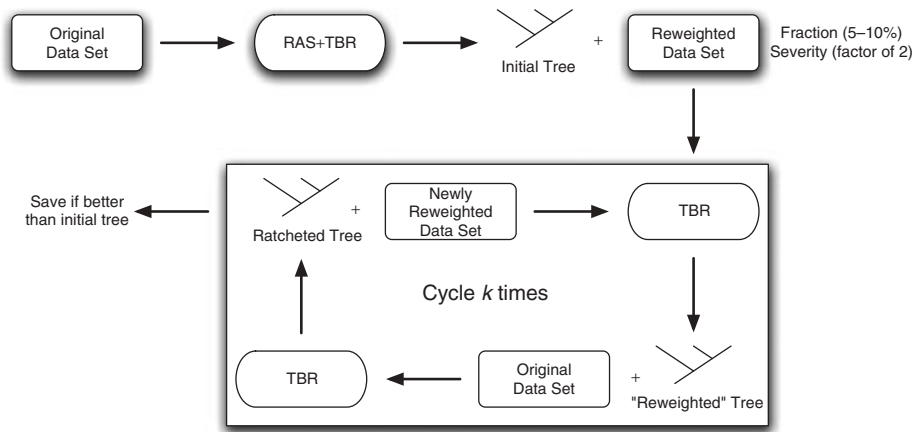 Original
Data Set
RAS+TBR
Initial Tree
+
Reweighted
Data Set
Fraction (5–10%)
Severity (factor of 2)
Save if better
than initial tree
Ratcheted Tree
+
Newly
Reweighted
Data Set
TBR
Cycle k times
TBR
Original
Data Set
+
"Reweighted" Tree